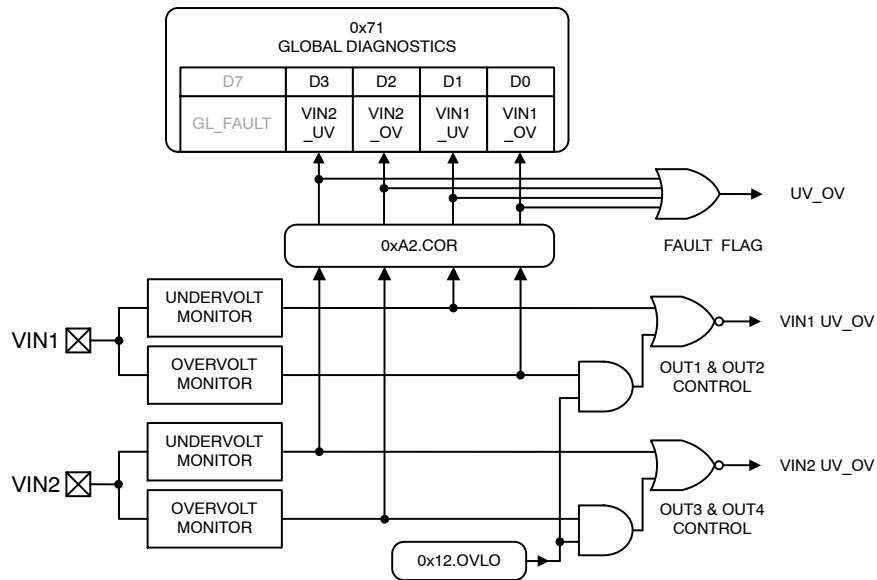 0x71
GLOBAL DIAGNOSTICS
D7 D3 D2 D1 D0
GL_FAULT VIN2 VIN2 VIN1 VIN1
_UV _OV _UV _OV
UV_OV
0xA2.COR
FAULT FLAG
UNDERVOLT
MONITOR
VIN1
VIN1 UV_OV
OVERVOLT
MONITOR
OUT1 & OUT2
CONTROL
UNDERVOLT
MONITOR
VIN2
VIN2 UV_OV
OVERVOLT
MONITOR
OUT3 & OUT4
CONTROL
0x12.OVLO